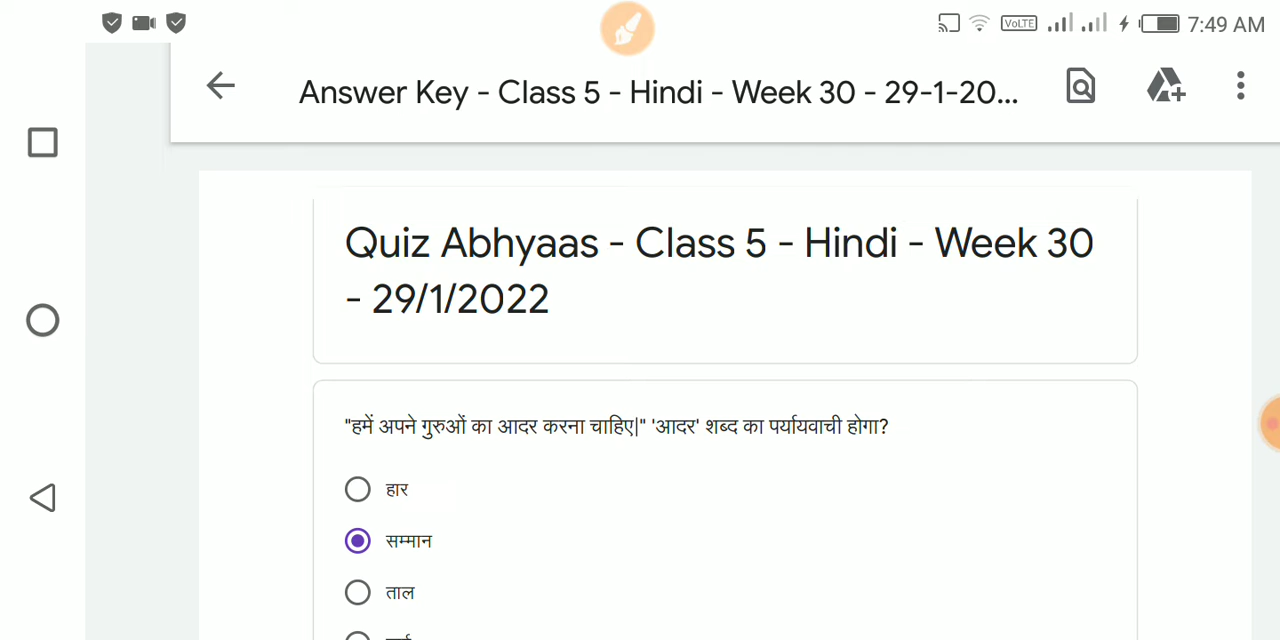 VoLTE 7:49 AM
Answer Key - Class 5 - Hindi - Week 30 - 29-1-20...
Quiz Abhyaas - Class 5 - Hindi - Week 30
- 29/1/2022
"हमें अपने गुरुओं का आदर करना चाहिए|" 'आदर' शब्द का पर्यायवाची होगा?
हार
सम्मान
ताल